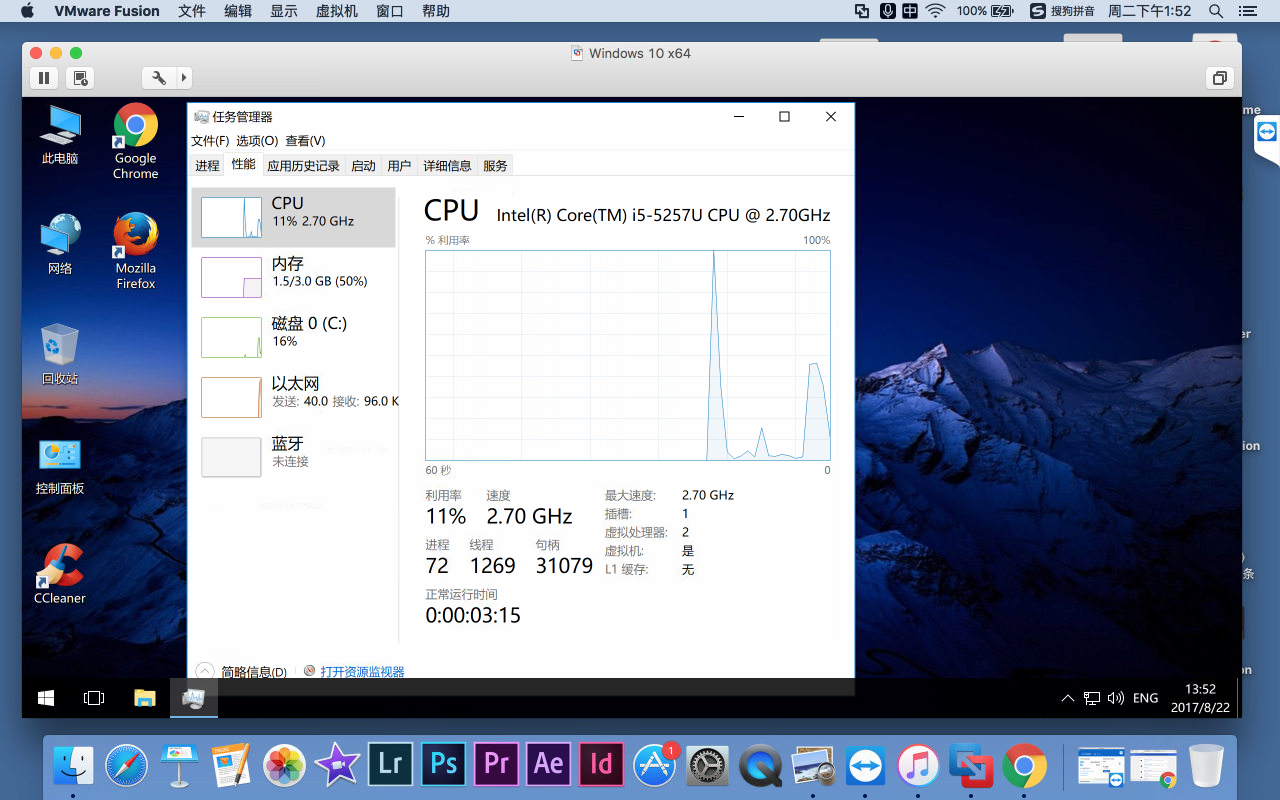 VMware Fusion 文件 编辑 显示 虚拟机 窗口 帮助 中 100% S 搜狗拼音 周二下午1:52
Windows 10 x64
此电脑
Google Chrome
网络
Mozilla Firefox
回收站
控制面板
CCleaner
任务管理器
文件(F) 选项(O) 查看(V)
进程 性能 应用历史记录 启动 用户 详细信息 服务
CPU
11% 2.70 GHz
内存
1.5/3.0 GB (50%)
磁盘 0 (C:)
16%
以太网
发送: 40.0 接收: 96.0 K
蓝牙
未连接
CPU Intel(R) Core(TM) i5-5257U CPU @ 2.70GHz
% 利用率 100%
60 秒 0
利用率 速度
11% 2.70 GHz
进程 线程 句柄
72 1269 31079
正常运行时间
0:00:03:15
最大速度: 2.70 GHz
插槽: 1
虚拟处理器: 2
虚拟机: 是
L1 缓存: 无
简略信息(D) 打开资源监视器
ENG
13:52
2017/8/22
me
er
ion
条
on
Lr Ps Pr Ae Id 1